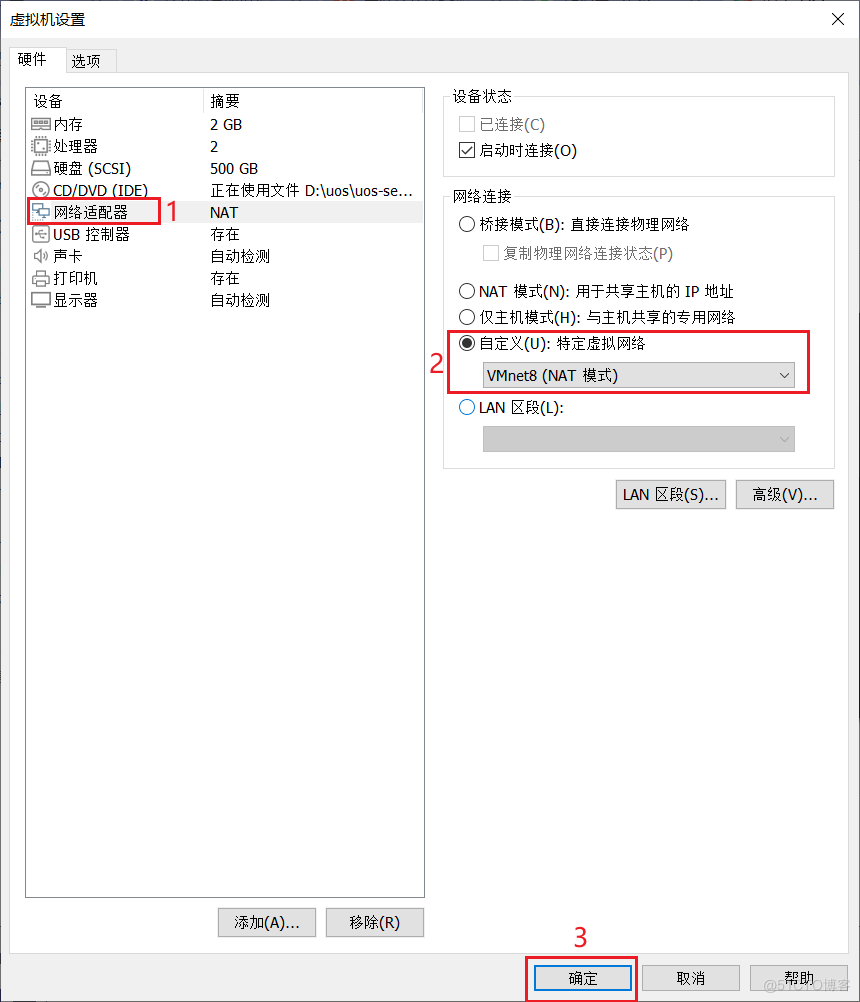 虚拟机设置
硬件 选项
设备 摘要
内存 2 GB
处理器 2
硬盘 (SCSI) 500 GB
CD/DVD (IDE) 正在使用文件 D:\uos\uos-se...
网络适配器 1 NAT
USB 控制器 存在
声卡 自动检测
打印机 存在
显示器 自动检测
添加(A)... 移除(R)
设备状态
已连接(C)
启动时连接(O)
网络连接
桥接模式(B): 直接连接物理网络
复制物理网络连接状态(P)
NAT 模式(N): 用于共享主机的 IP 地址
仅主机模式(H): 与主机共享的专用网络
自定义(U): 特定虚拟网络
2 VMnet8 (NAT 模式)
LAN 区段(L):
LAN 区段(S)... 高级(V)...
3
确定 取消 帮助
@51CTO博客